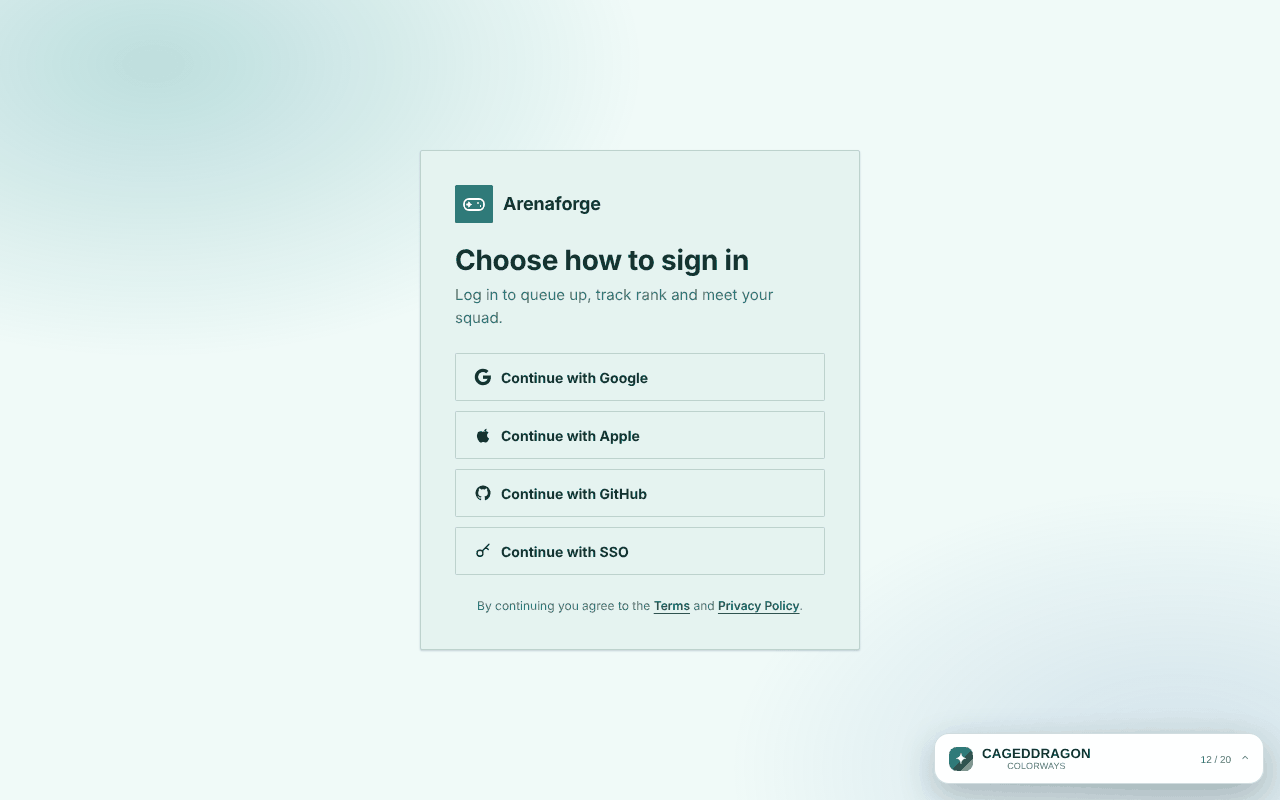 Arenaforge
Choose how to sign in
Log in to queue up, track rank and meet your
squad.
Continue with Google
Continue with Apple
Continue with GitHub
Continue with SSO
By continuing you agree to the Terms and Privacy Policy.
CAGEDDRAGON
COLORWAYS
12 / 20